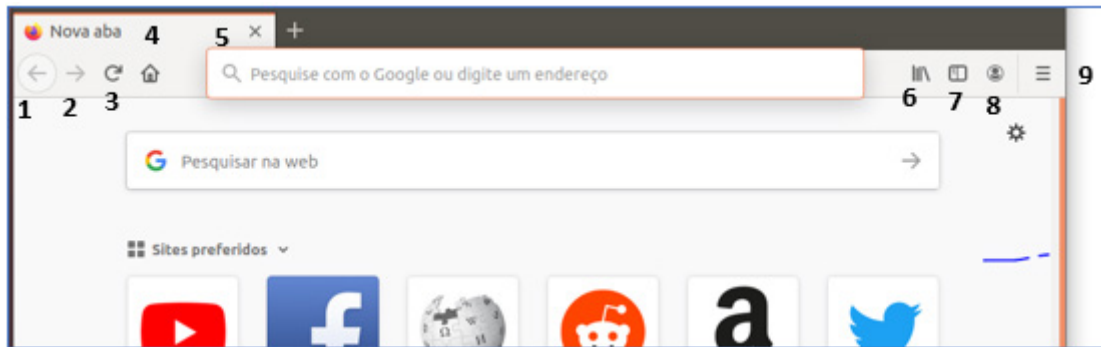 Nova aba 4 5
Pesquise com o Google ou digite um endereço
9
1 2 3 6 7 8
Pesquisar na web
Sites preferidos